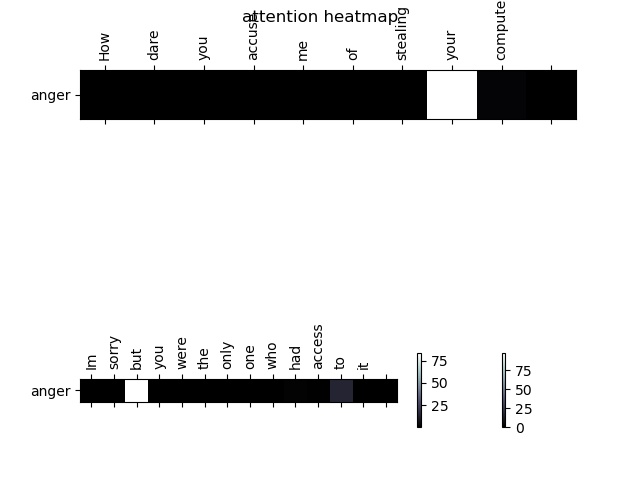 attention heatmap
How dare you accuse me of stealing your compute
anger
Im sorry but you were the only one who had access to it
anger
75
50
25
75
50
25
0